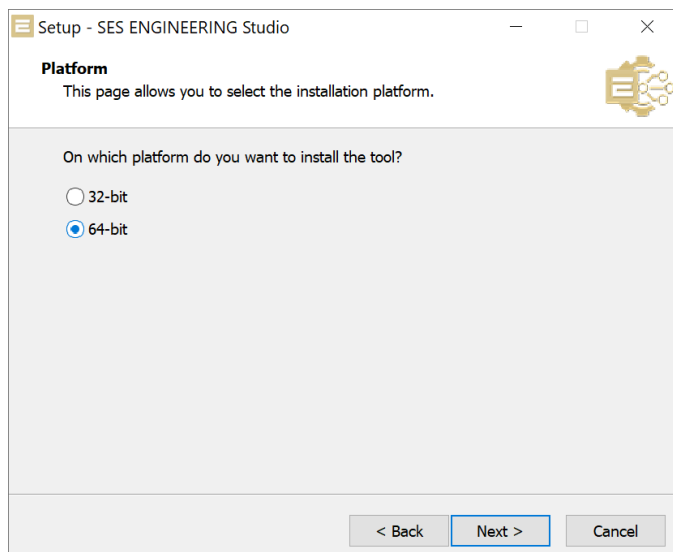 Setup - SES ENGINEERING Studio
Platform
This page allows you to select the installation platform.
On which platform do you want to install the tool?
32-bit
64-bit
< Back Next > Cancel